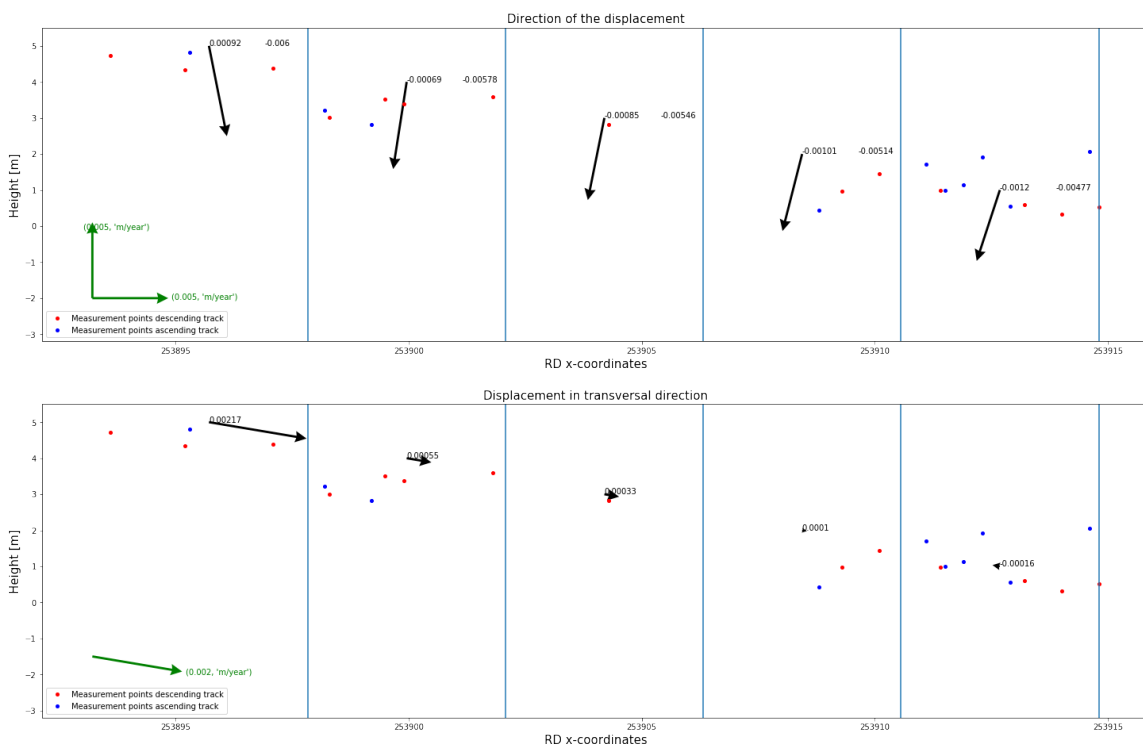 Direction of the displacement
Height [m]
5
4
3
2
1
0
−1
−2
−3
0.00092 -0.006
-0.00069 -0.00578
-0.00085 -0.00546
-0.00101 -0.00514
-0.0012 -0.00477
(0.005, 'm/year')
(0.005, 'm/year')
Measurement points descending track
Measurement points ascending track
253895 253900 253905 253910 253915
RD x-coordinates
Displacement in transversal direction
Height [m]
5
4
3
2
1
0
−1
−2
−3
0.00217
0.00055
0.00033
0.0001
-0.00016
(0.002, 'm/year')
Measurement points descending track
Measurement points ascending track
253895 253900 253905 253910 253915
RD x-coordinates